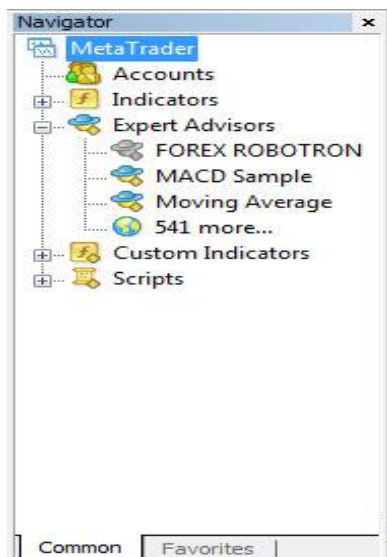 Navigator
MetaTrader
Accounts
Indicators
Expert Advisors
FOREX ROBOTRON
MACD Sample
Moving Average
541 more...
Custom Indicators
Scripts
Common Favorites